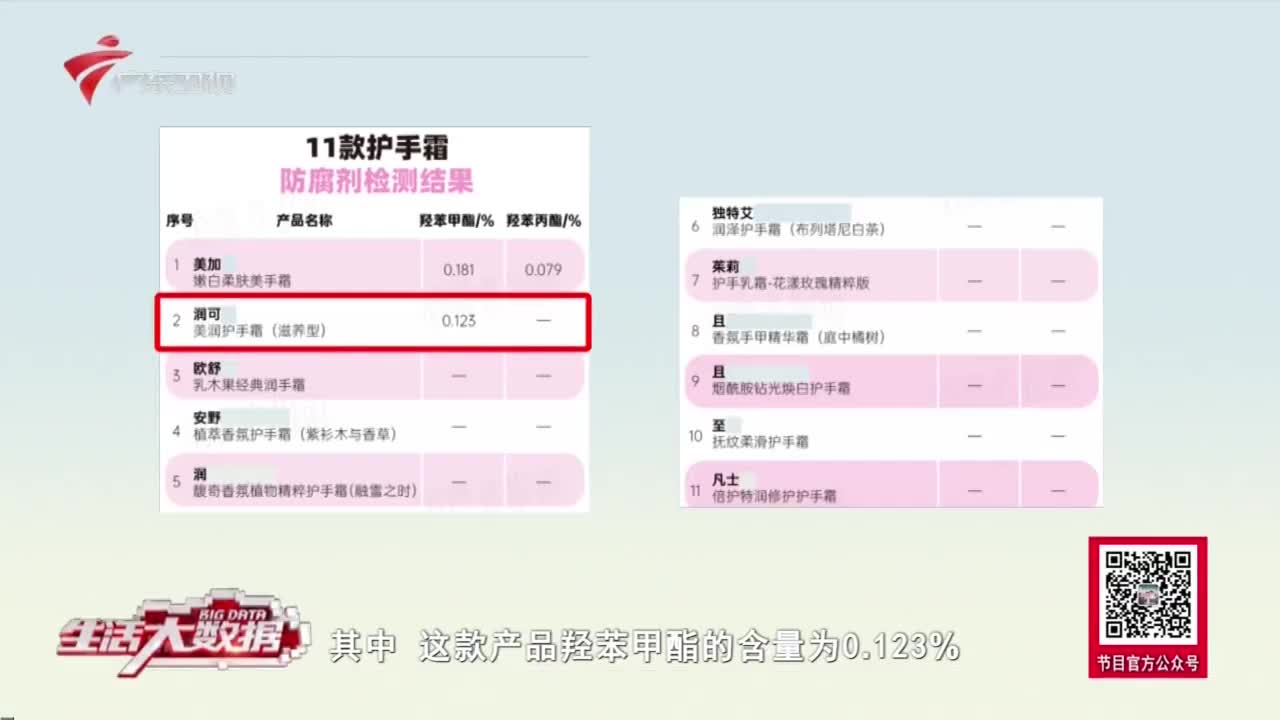 11款护手霜
防腐剂检测结果
序号 产品名称 羟苯甲酯/% 羟苯丙酯/%
1 美加 嫩白柔肤美手霜 0.181 0.079
2 润可 美润护手霜（滋养型） 0.123 —
3 欧舒 乳木果经典润手霜 — —
4 安野 植萃香氛护手霜（紫衫木与香草） — —
5 润 馥奇香氛植物精粹护手霜(融雪之时) — —
6 独特艾 润泽护手霜（布列塔尼白茶） — —
7 茱莉 护手乳霜-花漾玫瑰精粹版 — —
8 且 香氛手甲精华霜（庭中橘树） — —
9 且 烟酰胺钻光焕白护手霜 — —
10 至 抚纹柔滑护手霜 — —
11 凡士 倍护特润修护护手霜 — —
BIG DATA
生活大数据
其中 这款产品羟苯甲酯的含量为0.123%
节目官方公众号